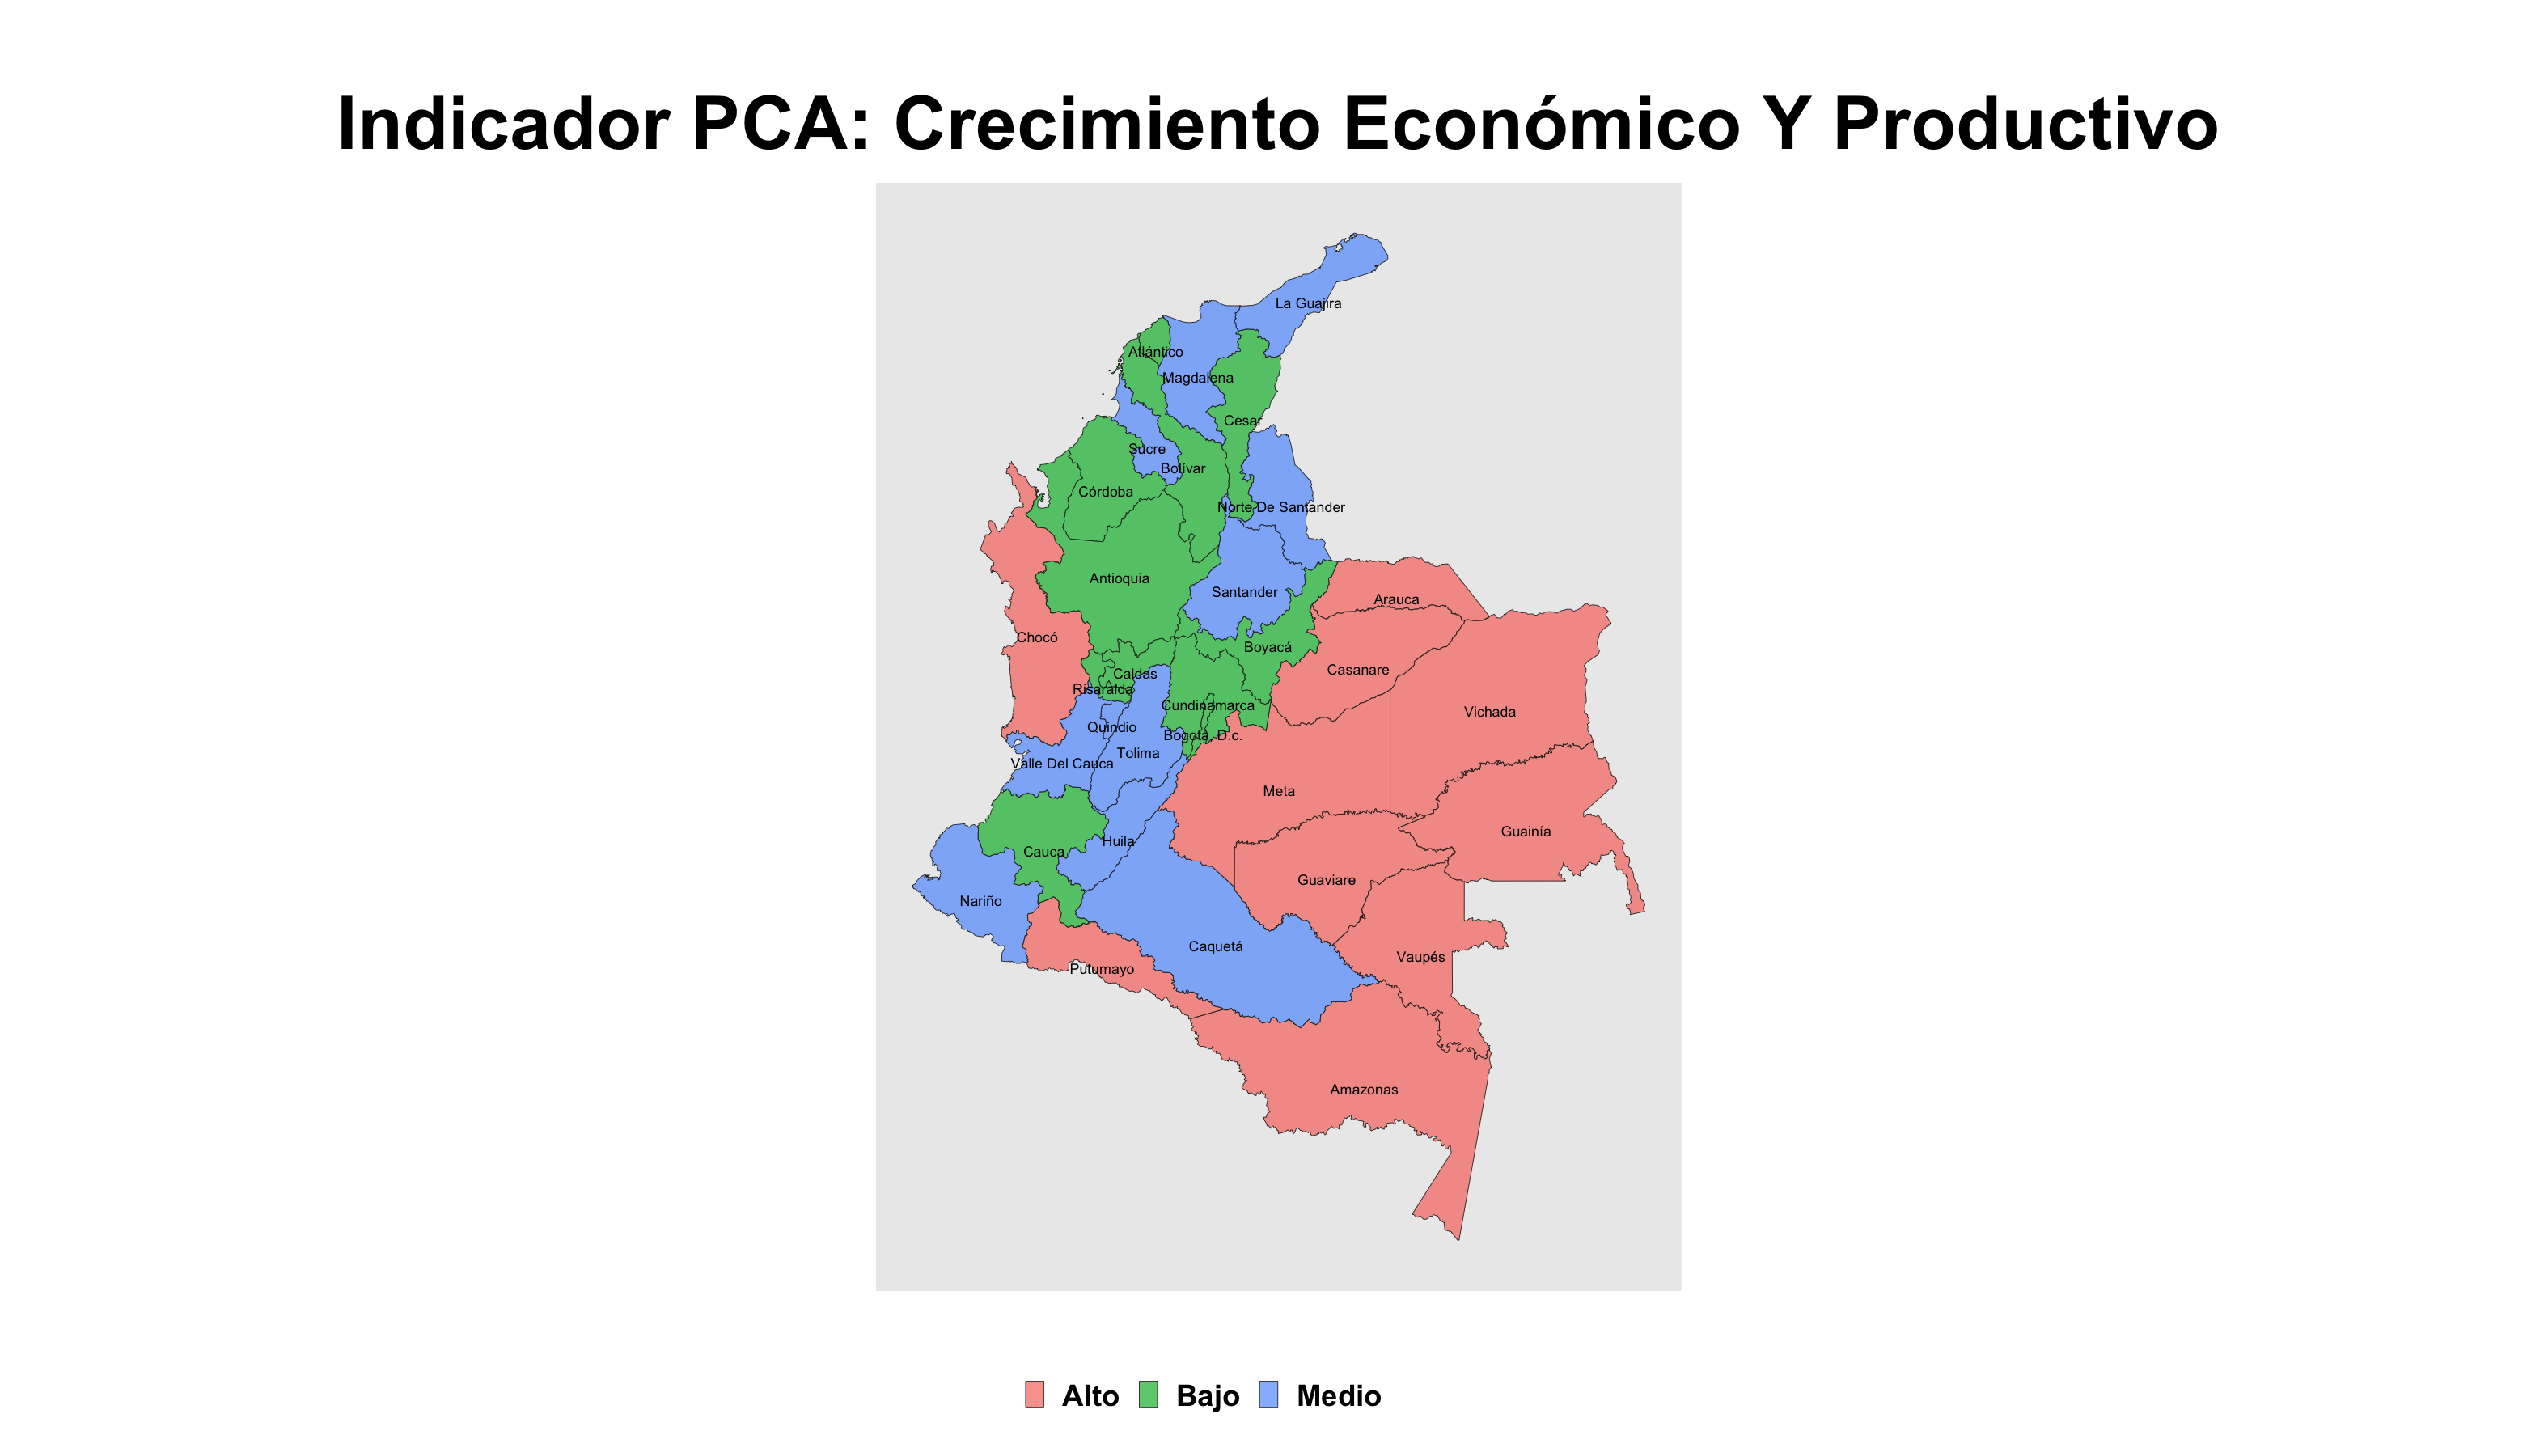 Indicador PCA: Crecimiento Económico Y Productivo
La Guajira
Atlántico
Magdalena
Cesar
Sucre
Bolívar
Córdoba
Norte De Santander
Antioquia
Santander
Arauca
Chocó
Boyacá
Casanare
Caldas
Risaralda
Cundinamarca
Vichada
Quindio
Bogotá, D.c.
Tolima
Valle Del Cauca
Meta
Guainía
Huila
Cauca
Guaviare
Nariño
Caquetá
Vaupés
Putumayo
Amazonas
Alto Bajo Medio